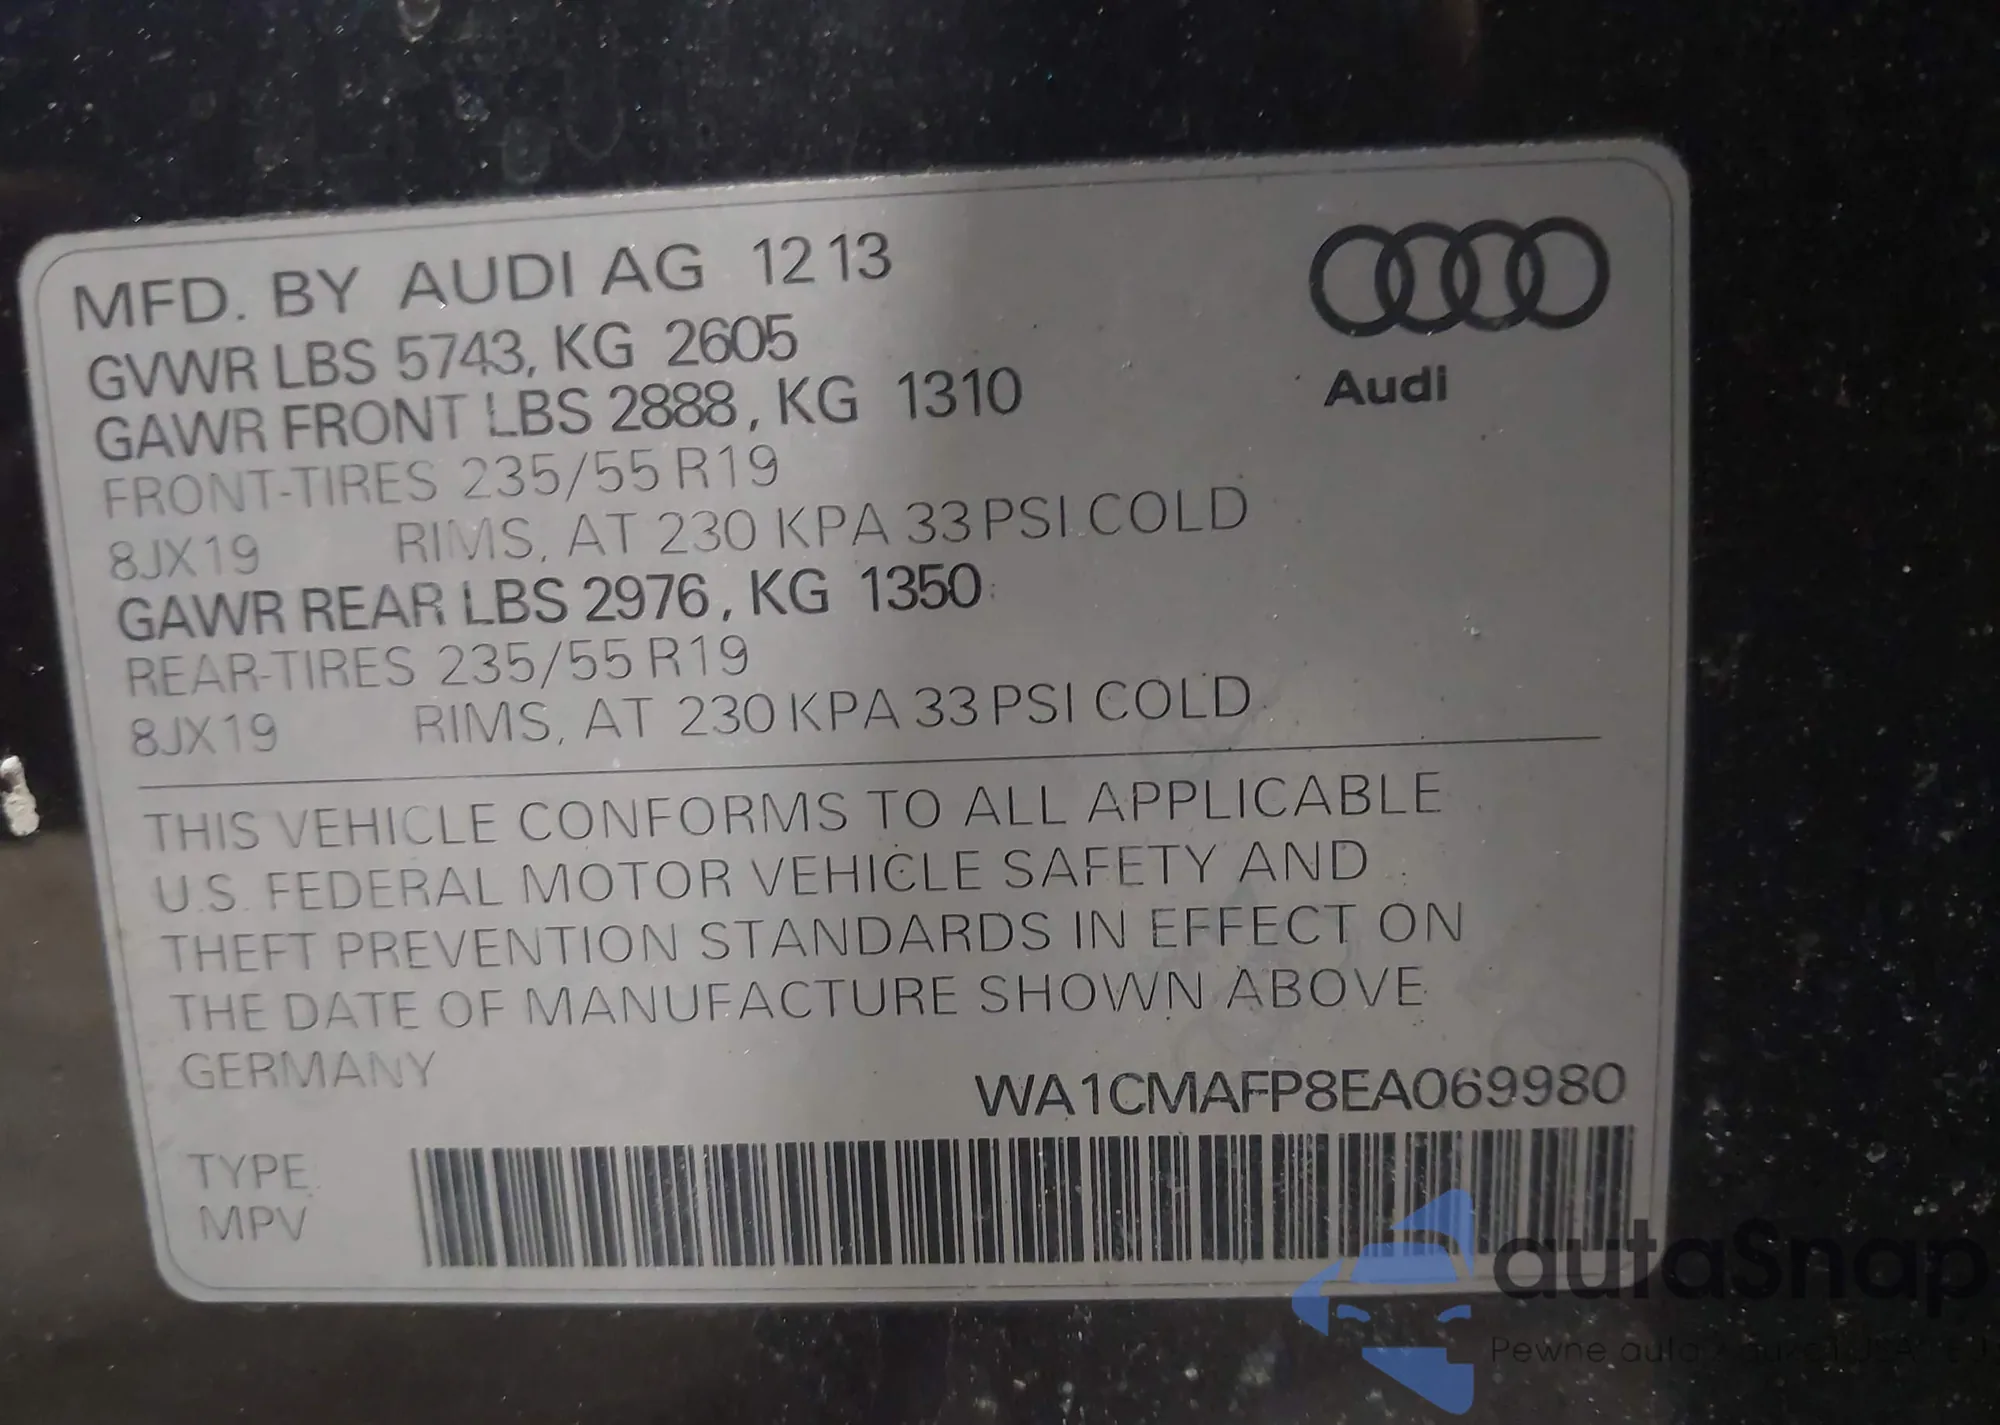 MFD. BY AUDI AG 12 13
GVWR LBS 5743, KG 2605
GAWR FRONT LBS 2888, KG 1310
FRONT-TIRES 235/55 R19
8JX19 RIMS, AT 230 KPA 33 PSI COLD
GAWR REAR LBS 2976, KG 1350
REAR-TIRES 235/55 R19
8JX19 RIMS, AT 230 KPA 33 PSI COLD
Audi
THIS VEHICLE CONFORMS TO ALL APPLICABLE
U.S. FEDERAL MOTOR VEHICLE SAFETY AND
THEFT PREVENTION STANDARDS IN EFFECT ON
THE DATE OF MANUFACTURE SHOWN ABOVE
GERMANY
WA1CMAFP8EA069980
TYPE
MPV
autaSnap
Pewne auta